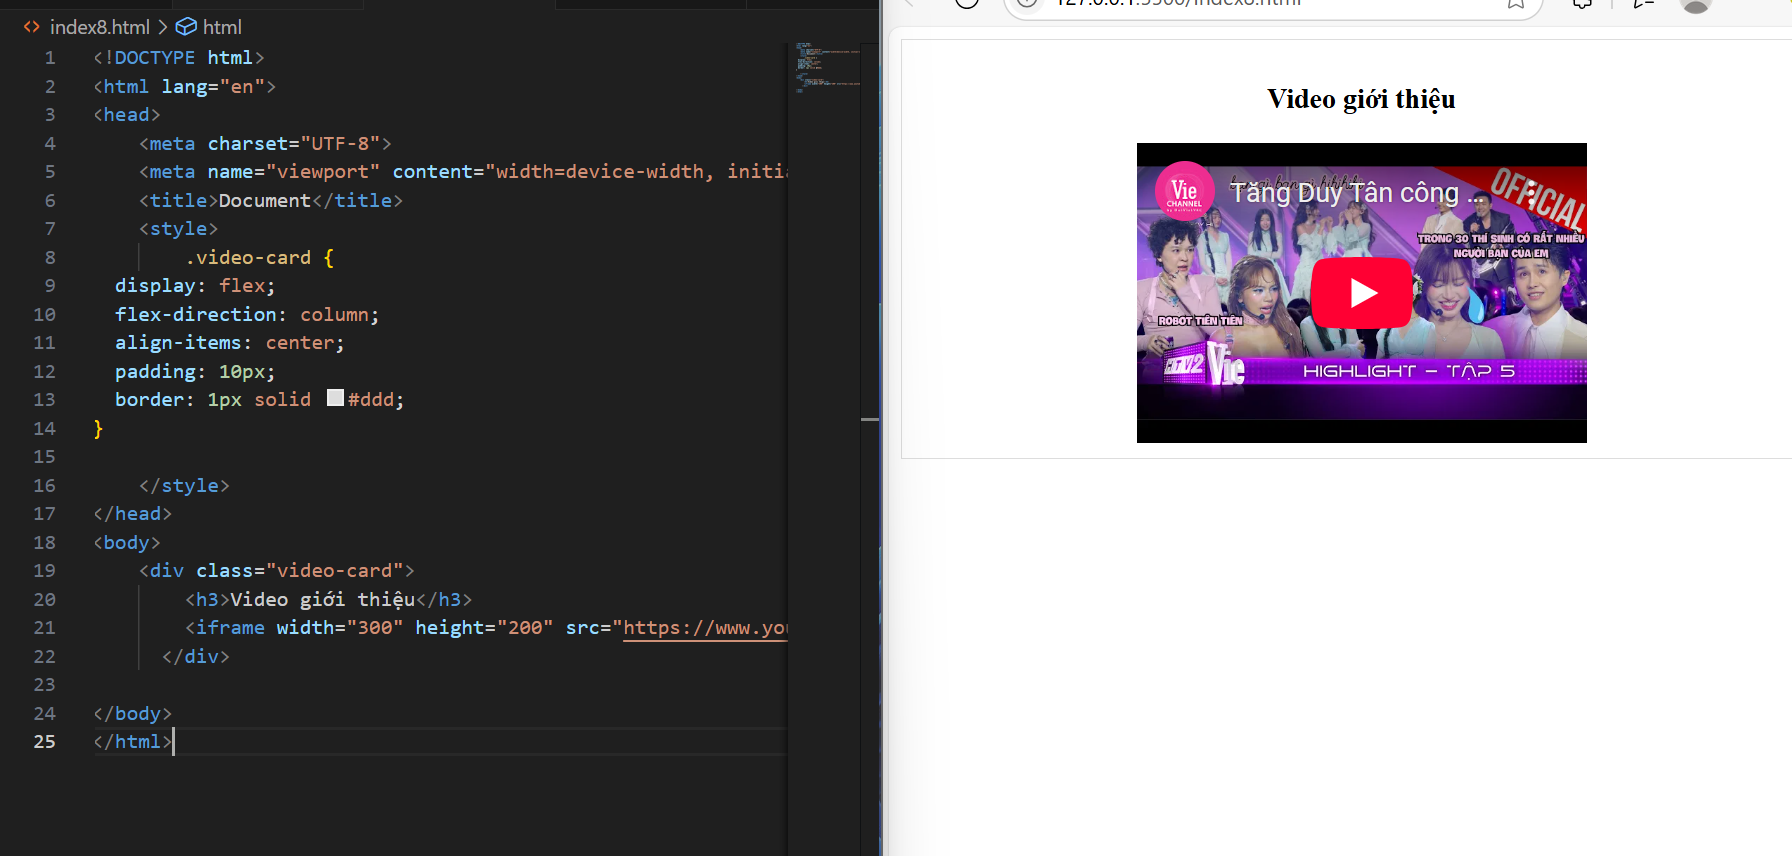 index8.html > html
1 <!DOCTYPE html>
2 <html lang="en">
3 <head>
4 <meta charset="UTF-8">
5 <meta name="viewport" content="width=device-width, initia
6 <title>Document</title>
7 <style>
8 .video-card {
9 display: flex;
10 flex-direction: column;
11 align-items: center;
12 padding: 10px;
13 border: 1px solid #ddd;
14 }
15
16 </style>
17 </head>
18 <body>
19 <div class="video-card">
20 <h3>Video giới thiệu</h3>
21 <iframe width="300" height="200" src="https://www.you
22 </div>
23
24 </body>
25 </html>
127.0.0.1:5500/index8.html
Video giới thiệu
Vie
CHANNEL
Tăng Duy Tân công ...
OFFICIAL
TRONG 30 THÍ SINH CÓ RẤT NHIỀU
NGƯỜI BẠN CỦA EM
ROBOT TIÊN TIẾN
HTV2
Vie
HIGHLIGHT - TẬP 5